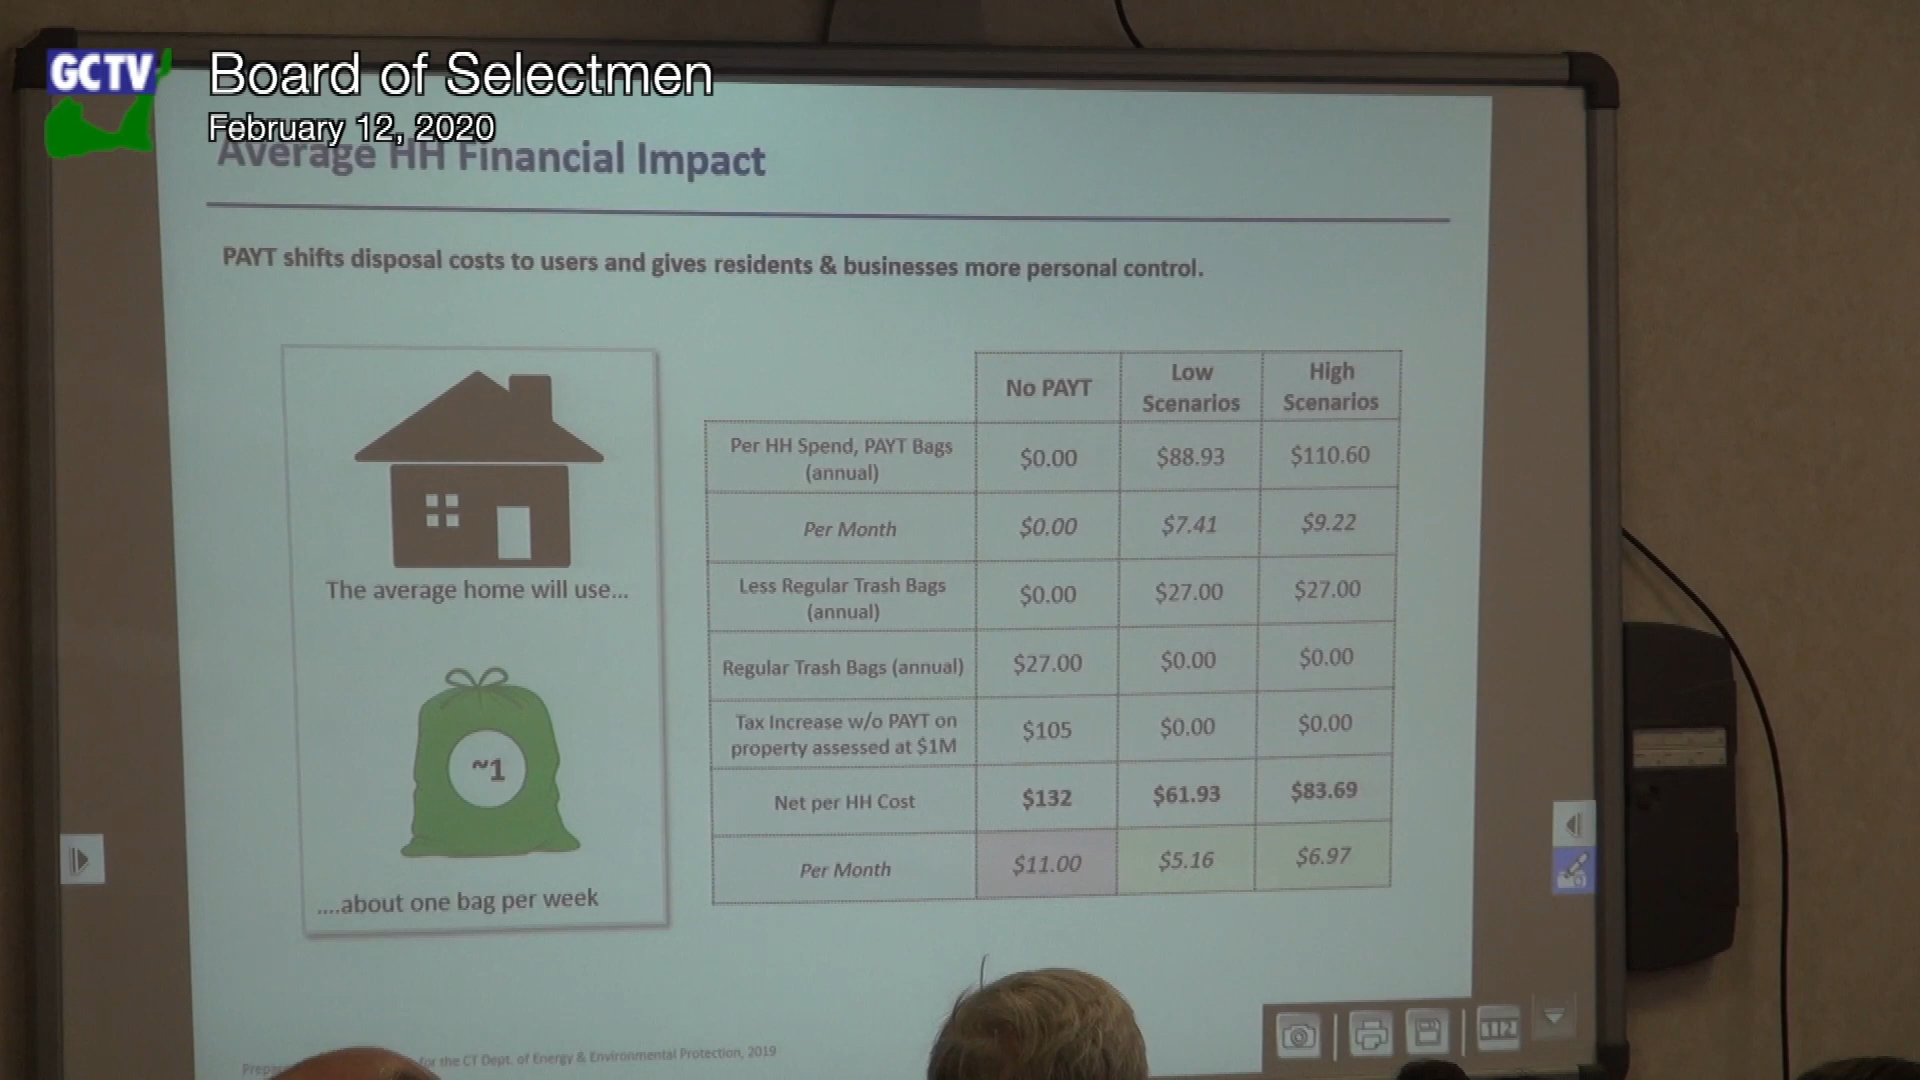 GCTV
Board of Selectmen
February 12, 2020
Average HH Financial Impact
PAYT shifts disposal costs to users and gives residents & businesses more personal control.
The average home will use...
~1
....about one bag per week
No PAYT
Low
Scenarios
High
Scenarios
Per HH Spend, PAYT Bags
(annual)
$0.00
$88.93
$110.60
Per Month
$0.00
$7.41
$9.22
Less Regular Trash Bags
(annual)
$0.00
$27.00
$27.00
Regular Trash Bags (annual)
$27.00
$0.00
$0.00
Tax Increase w/o PAYT on
property assessed at $1M
$105
$0.00
$0.00
Net per HH Cost
$132
$61.93
$83.69
Per Month
$11.00
$5.16
$6.97
for the CT Dept. of Energy & Environmental Protection, 2019